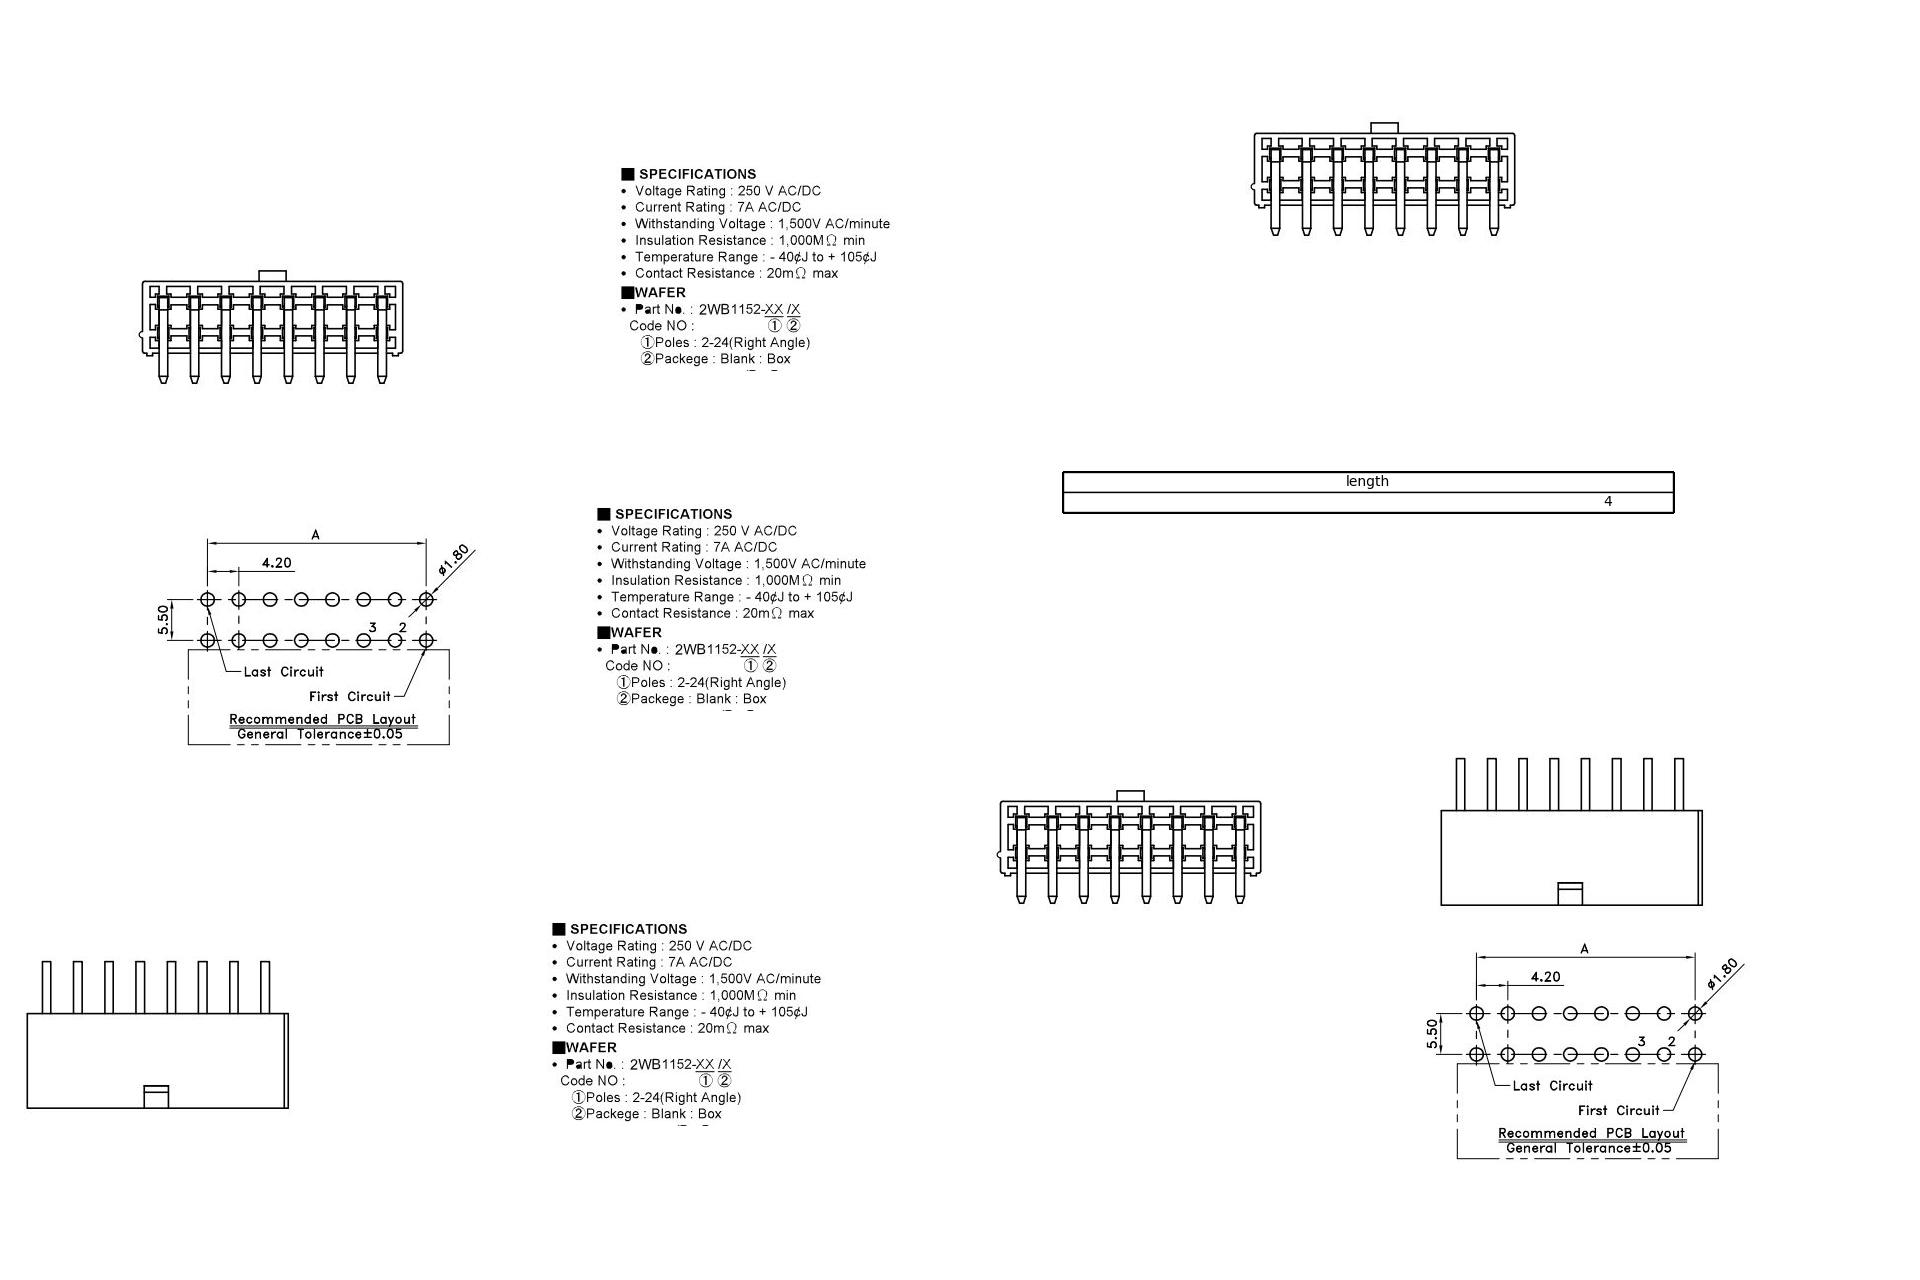 ■ SPECIFICATIONS
• Voltage Rating : 250 V AC/DC
• Current Rating : 7A AC/DC
• Withstanding Voltage : 1,500V AC/minute
• Insulation Resistance : 1,000MΩ min
• Temperature Range : - 40¢J to + 105¢J
• Contact Resistance : 20mΩ max
■WAFER
• Part No. : 2WB1152-XX /X
Code NO : ① ②
①Poles : 2-24(Right Angle)
②Packege : Blank : Box
length
4
A
4.20
ø1.80
5.50
3 2
Last Circuit
First Circuit
Recommended PCB Layout
General Tolerance±0.05
■ SPECIFICATIONS
• Voltage Rating : 250 V AC/DC
• Current Rating : 7A AC/DC
• Withstanding Voltage : 1,500V AC/minute
• Insulation Resistance : 1,000MΩ min
• Temperature Range : - 40¢J to + 105¢J
• Contact Resistance : 20mΩ max
■WAFER
• Part No. : 2WB1152-XX /X
Code NO : ① ②
①Poles : 2-24(Right Angle)
②Packege : Blank : Box
■ SPECIFICATIONS
• Voltage Rating : 250 V AC/DC
• Current Rating : 7A AC/DC
• Withstanding Voltage : 1,500V AC/minute
• Insulation Resistance : 1,000MΩ min
• Temperature Range : - 40¢J to + 105¢J
• Contact Resistance : 20mΩ max
■WAFER
• Part No. : 2WB1152-XX /X
Code NO : ① ②
①Poles : 2-24(Right Angle)
②Packege : Blank : Box
A
4.20
ø1.80
5.50
3 2
Last Circuit
First Circuit
Recommended PCB Layout
General Tolerance±0.05